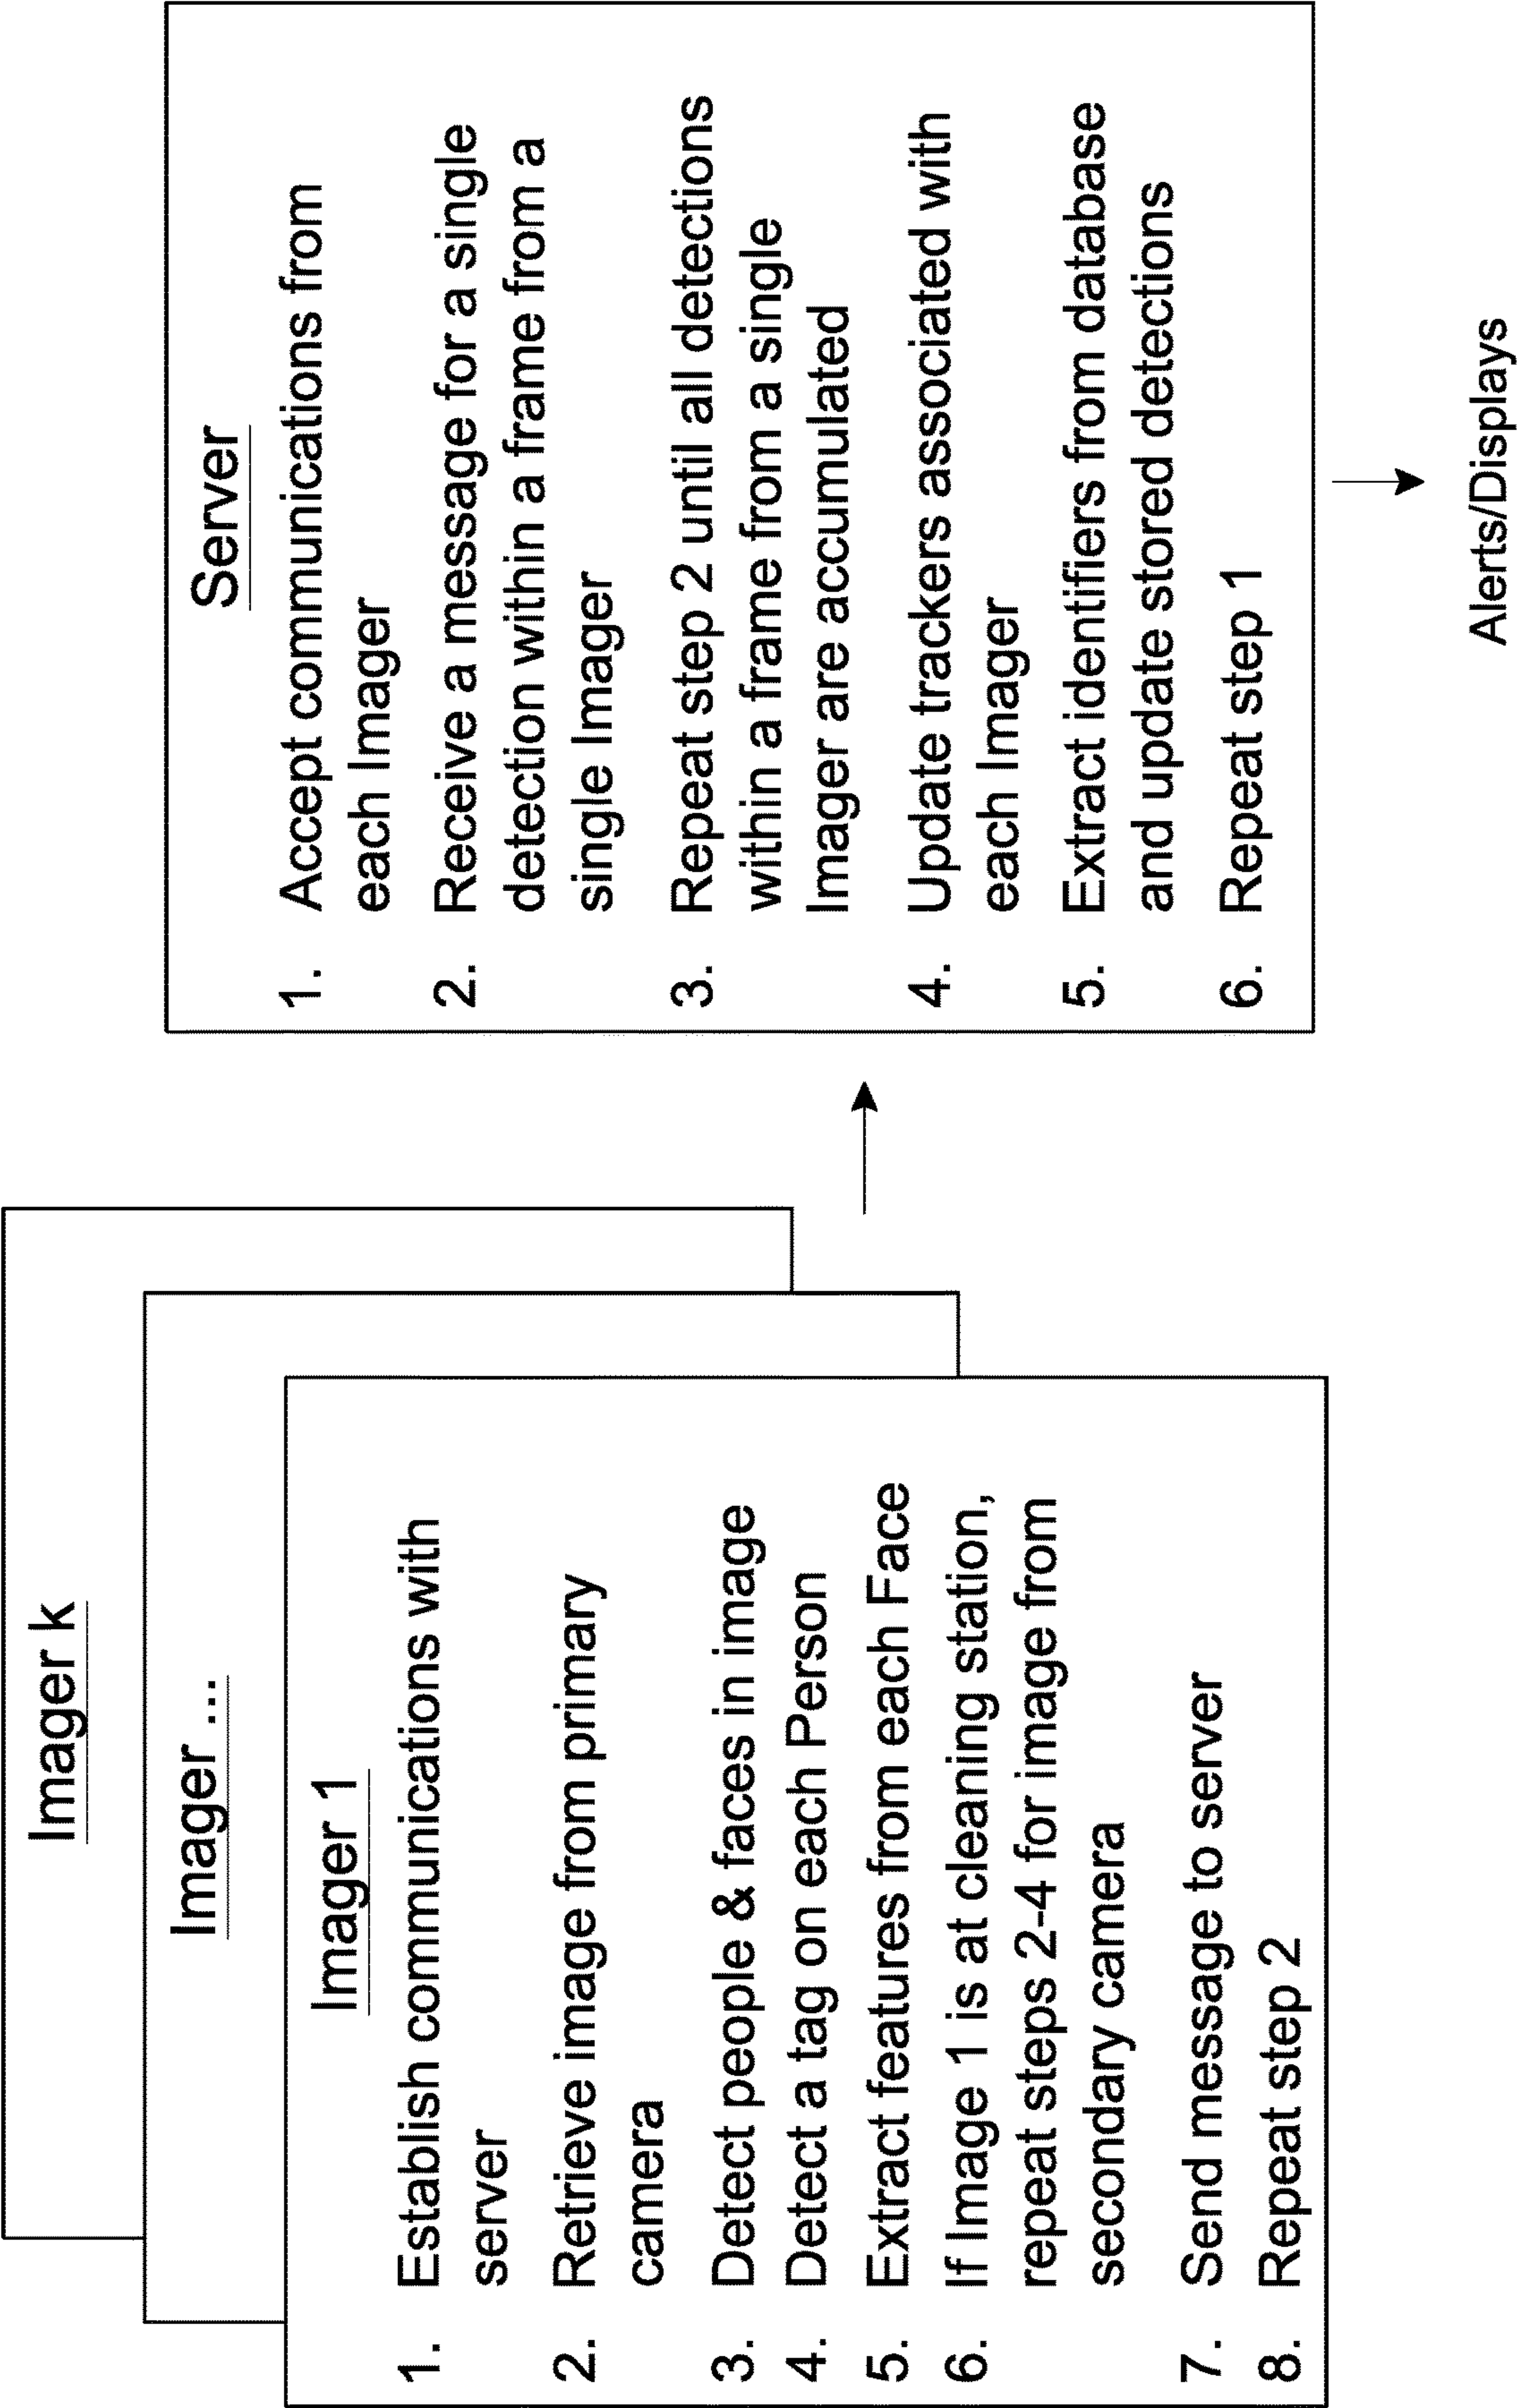 Imager k
Imager ...
Imager 1
1. Establish communications with
server
2. Retrieve image from primary
camera
3. Detect people & faces in image
4. Detect a tag on each Person
5. Extract features from each Face
6. If Image 1 is at cleaning station,
repeat steps 2-4 for image from
secondary camera
7. Send message to server
8. Repeat step 2
Server
1. Accept communications from
each Imager
2. Receive a message for a single
detection within a frame from a
single Imager
3. Repeat step 2 until all detections
within a frame from a single
Imager are accumulated
4. Update trackers associated with
each Imager
5. Extract identifiers from database
and update stored detections
6. Repeat step 1
Alerts/Displays